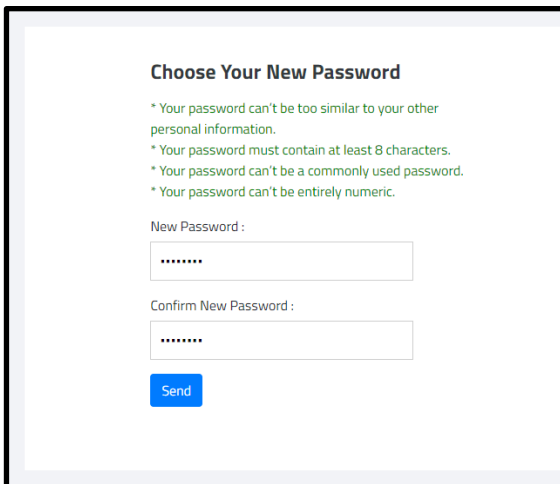 Choose Your New Password
* Your password can't be too similar to your other
personal information.
* Your password must contain at least 8 characters.
* Your password can't be a commonly used password.
* Your password can't be entirely numeric.
New Password :
••••••••
Confirm New Password :
••••••••
Send